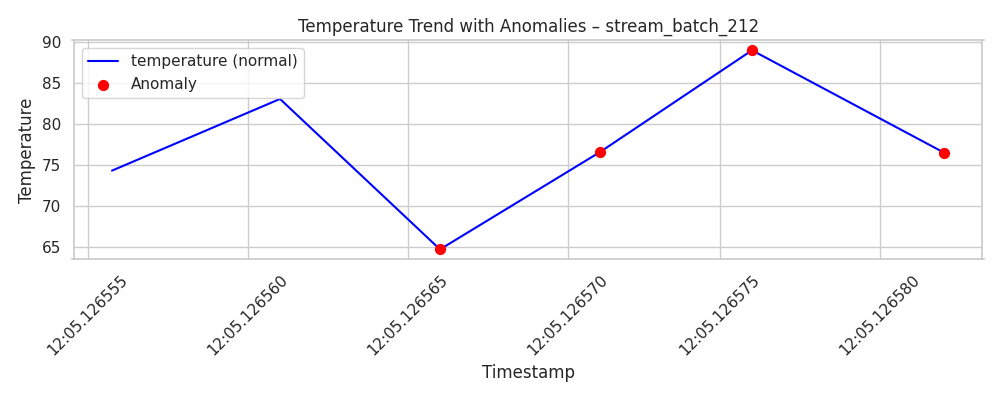 Temperature Trend with Anomalies – stream_batch_212
temperature (normal)
Anomaly
Temperature
90
85
80
75
70
65
12:05.126555
12:05.126560
12:05.126565
12:05.126570
12:05.126575
12:05.126580
Timestamp